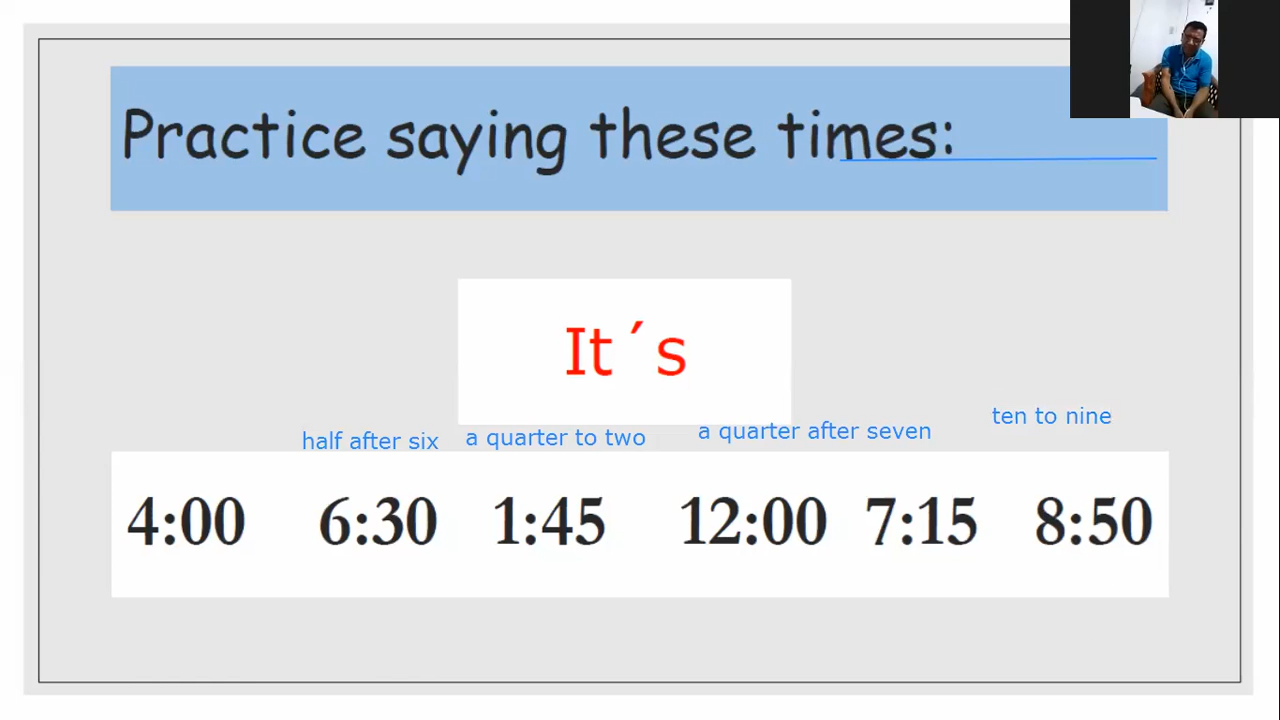 Practice saying these times:
It´s
half after six a quarter to two a quarter after seven ten to nine
4:00 6:30 1:45 12:00 7:15 8:50